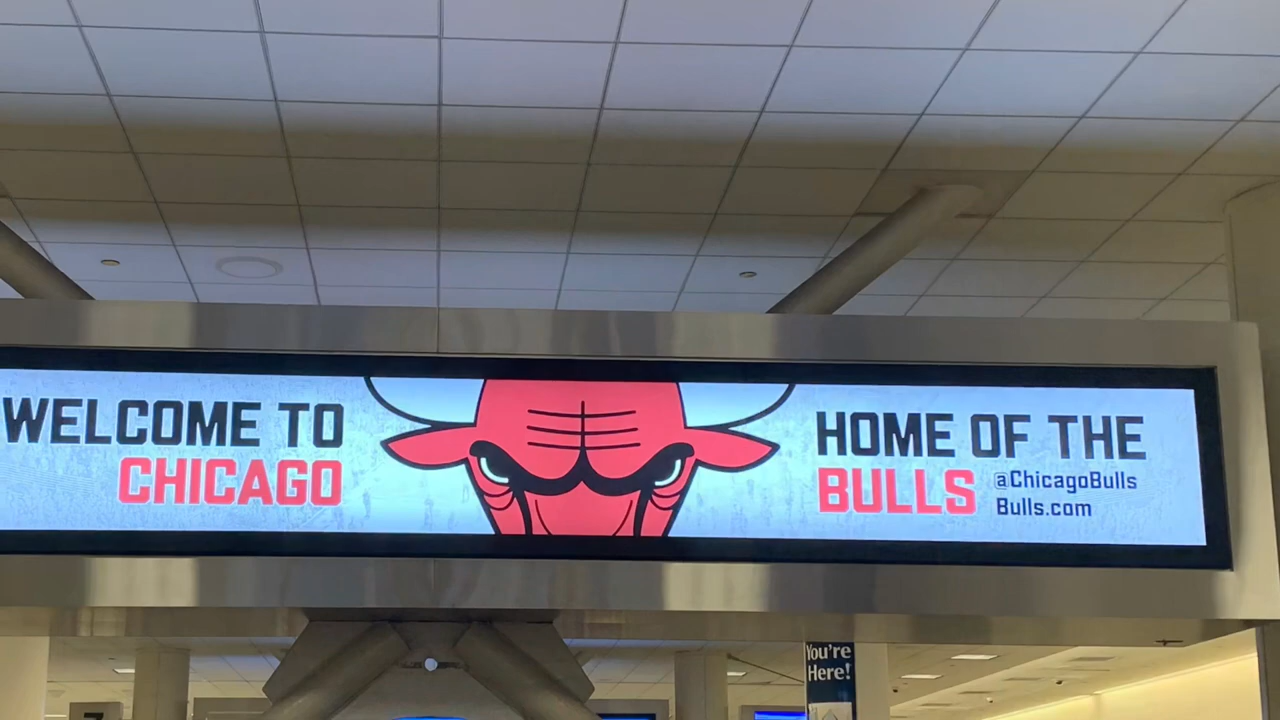 WELCOME TO
CHICAGO
HOME OF THE
BULLS
@ChicagoBulls
Bulls.com
You're
Here!